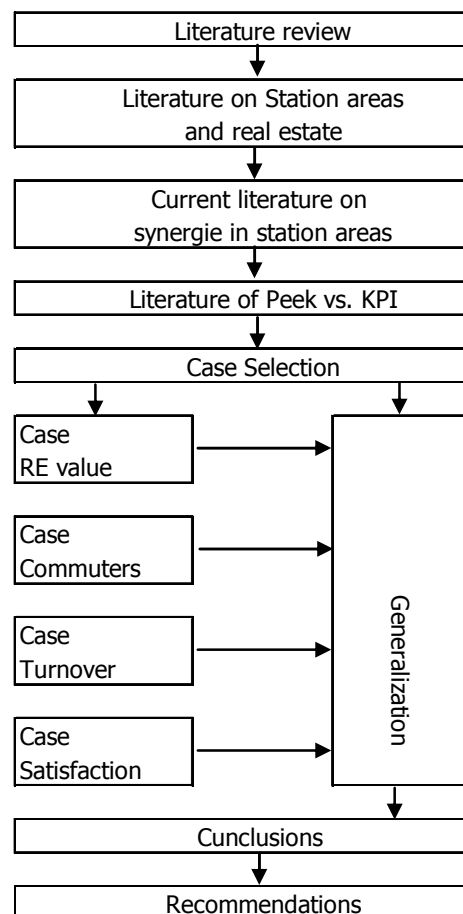 Literature review
Literature on Station areas
and real estate
Current literature on
synergie in station areas
Literature of Peek vs. KPI
Case Selection
Case
RE value
Case
Commuters
Case
Turnover
Case
Satisfaction
Generalization
Cunclusions
Recommendations